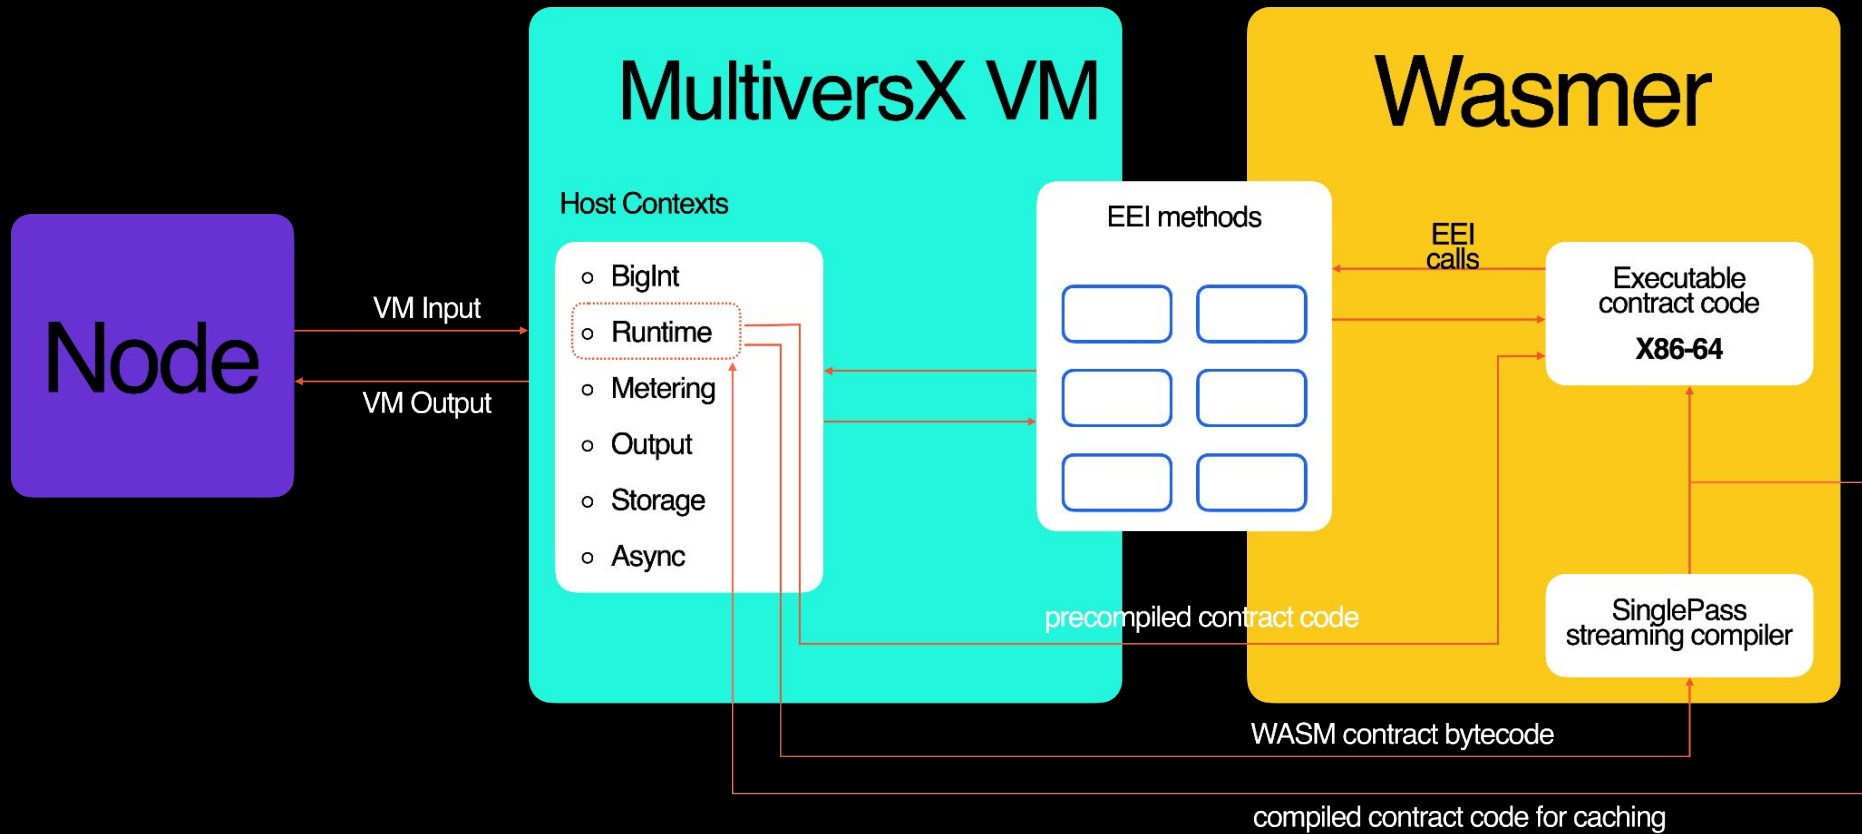 MultiversX VM
Wasmer
Host Contexts
EEI methods
EEI
calls
BigInt
Runtime
Metering
Output
Storage
Async
Executable
contract code
X86-64
Node
VM Input
VM Output
SinglePass
streaming compiler
precompiled contract code
WASM contract bytecode
compiled contract code for caching